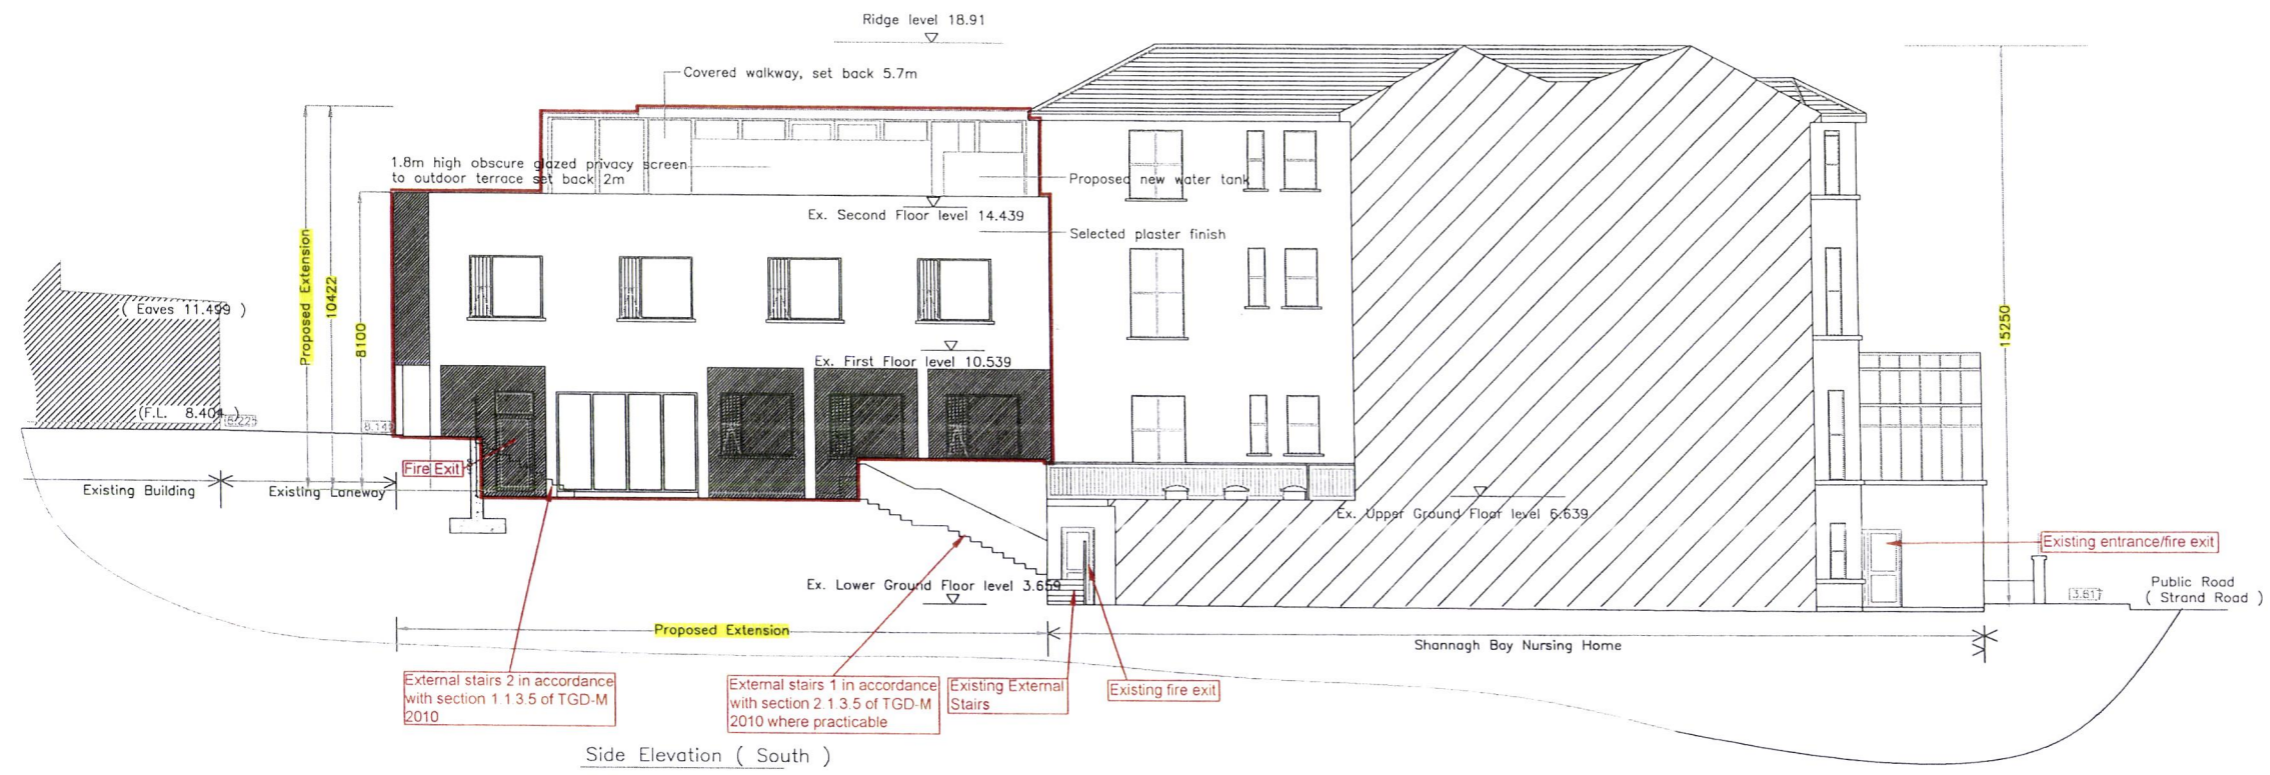 Ridge level 18.91
Covered walkway, set back 5.7m
1.8m high obscure glazed privacy screen
to outdoor terrace set back 2m
Proposed new water tank
Ex. Second Floor level 14.439
Selected plaster finish
Proposed Extension
10422
8100
15250
( Eaves 11.499 )
Ex. First Floor level 10.539
(F.L. 8.404 )
8.14
Fire Exit
Existing Building
Existing Laneway
Ex. Upper Ground Floor level 6.639
Existing entrance/fire exit
Ex. Lower Ground Floor level 3.659
Public Road
( Strand Road )
Proposed Extension
Shannagh Bay Nursing Home
External stairs 2 in accordance
with section 1.1.3.5 of TGD-M
2010
External stairs 1 in accordance
with section 2.1.3.5 of TGD-M
2010 where practicable
Existing External
Stairs
Existing fire exit
Side Elevation ( South )